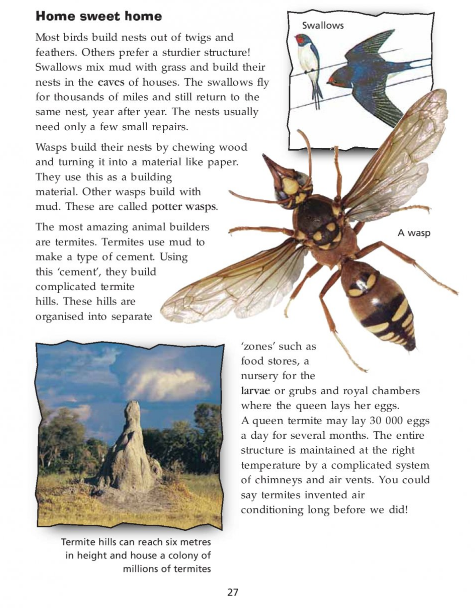 Home sweet home
Most birds build nests out of twigs and
feathers. Others prefer a sturdier structure!
Swallows mix mud with grass and build their
nests in the eaves of houses. The swallows fly
for thousands of miles and still return to the
same nest, year after year. The nests usually
need only a few small repairs.
Wasps build their nests by chewing wood
and turning it into a material like paper.
They use this as a building
material. Other wasps build with
mud. These are called potter wasps.
The most amazing animal builders
are termites. Termites use mud to
make a type of cement. Using
this ‘cement’, they build
complicated termite
hills. These hills are
organised into separate
Swallows
A wasp
‘zones’ such as
food stores, a
nursery for the
larvae or grubs and royal chambers
where the queen lays her eggs.
A queen termite may lay 30 000 eggs
a day for several months. The entire
structure is maintained at the right
temperature by a complicated system
of chimneys and air vents. You could
say termites invented air
conditioning long before we did!
Termite hills can reach six metres
in height and house a colony of
millions of termites
27